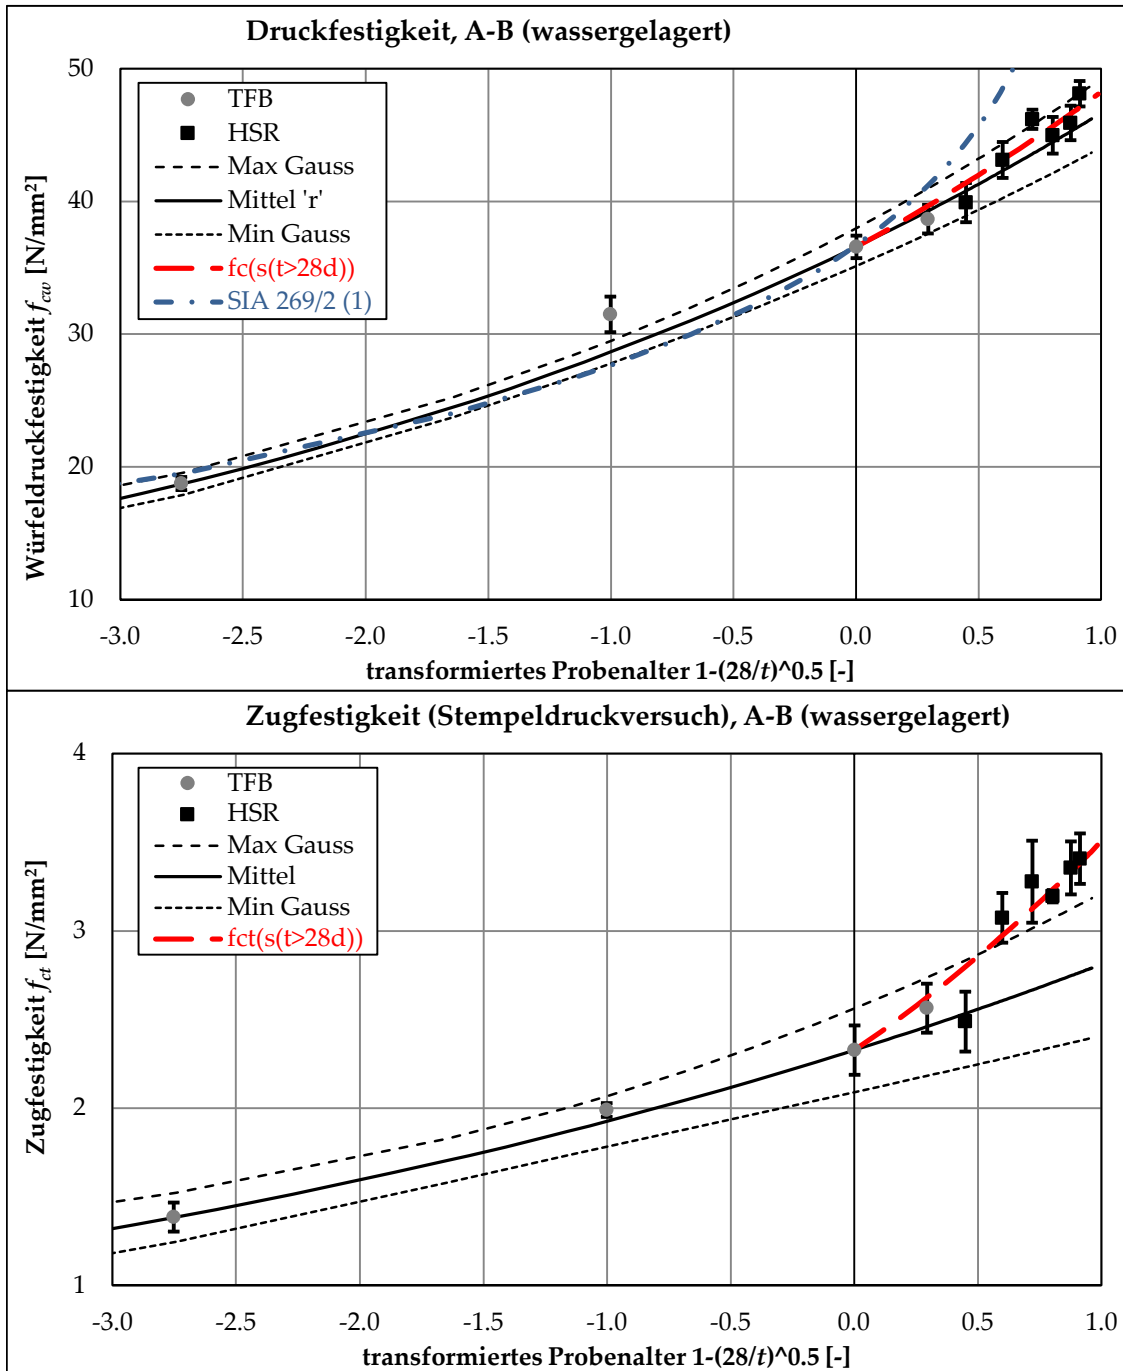 Druckfestigkeit, A-B (wassergelagert)
50
40
30
20
10
Würfeldruckfestigkeit f_cw [N/mm²]
TFB
HSR
Max Gauss
Mittel 'r'
Min Gauss
fc(s(t>28d))
SIA 269/2 (1)
-3.0 -2.5 -2.0 -1.5 -1.0 -0.5 0.0 0.5 1.0
transformiertes Probenalter 1-(28/t)^0.5 [-]
Zugfestigkeit (Stempeldruckversuch), A-B (wassergelagert)
4
3
2
1
Zugfestigkeit f_ct [N/mm²]
TFB
HSR
Max Gauss
Mittel
Min Gauss
fct(s(t>28d))
-3.0 -2.5 -2.0 -1.5 -1.0 -0.5 0.0 0.5 1.0
transformiertes Probenalter 1-(28/t)^0.5 [-]